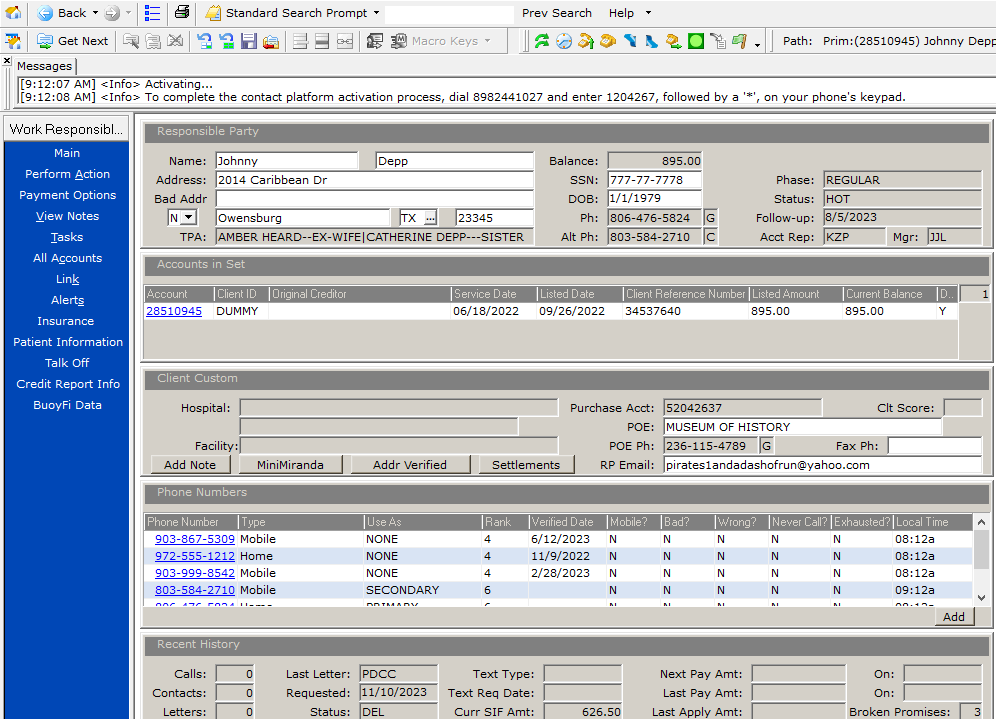 Back Standard Search Prompt Prev Search Help
Get Next Macro Keys Path: Prim:(28510945) Johnny Depp
Messages
[9:12:07 AM] <Info> Activating...
[9:12:08 AM] <Info> To complete the contact platform activation process, dial 8982441027 and enter 1204267, followed by a '*', on your phone's keypad.
Work Responsibl...
Main
Perform Action
Payment Options
View Notes
Tasks
All Accounts
Link
Alerts
Insurance
Patient Information
Talk Off
Credit Report Info
BuoyFi Data
Responsible Party
Name: Johnny Depp Balance: 895.00
Address: 2014 Caribbean Dr SSN: 777-77-7778 Phase: REGULAR
Bad Addr DOB: 1/1/1979 Status: HOT
N Owensburg TX ... 23345 Ph: 806-476-5824 G Follow-up: 8/5/2023
TPA: AMBER HEARD--EX-WIFE|CATHERINE DEPP---SISTER Alt Ph: 803-584-2710 C Acct Rep: KZP Mgr: JJL
Accounts in Set
Account Client ID Original Creditor Service Date Listed Date Client Reference Number Listed Amount Current Balance D... 1
28510945 DUMMY 06/18/2022 09/26/2022 34537640 895.00 895.00 Y
Client Custom
Hospital: Purchase Acct: 52042637 Clt Score:
POE: MUSEUM OF HISTORY
Facility: POE Ph: 236-115-4789 G Fax Ph:
Add Note MiniMiranda Addr Verified Settlements RP Email: pirates1andadashofrun@yahoo.com
Phone Numbers
Phone Number Type Use As Rank Verified Date Mobile? Bad? Wrong? Never Call? Exhausted? Local Time
903-867-5309 Mobile NONE 4 6/12/2023 N N N N N 08:12a
972-555-1212 Home NONE 4 11/9/2022 N N N N N 08:12a
903-999-8542 Mobile NONE 4 2/28/2023 N N N N N 08:12a
803-584-2710 Mobile SECONDARY 6 N N N N N 09:12a
Add
Recent History
Calls: 0 Last Letter: PDCC Text Type: Next Pay Amt: On:
Contacts: 0 Requested: 11/10/2023 Text Req Date: Last Pay Amt: On:
Letters: 0 Status: DEL Curr SIF Amt: 626.50 Last Apply Amt: Broken Promises: 3